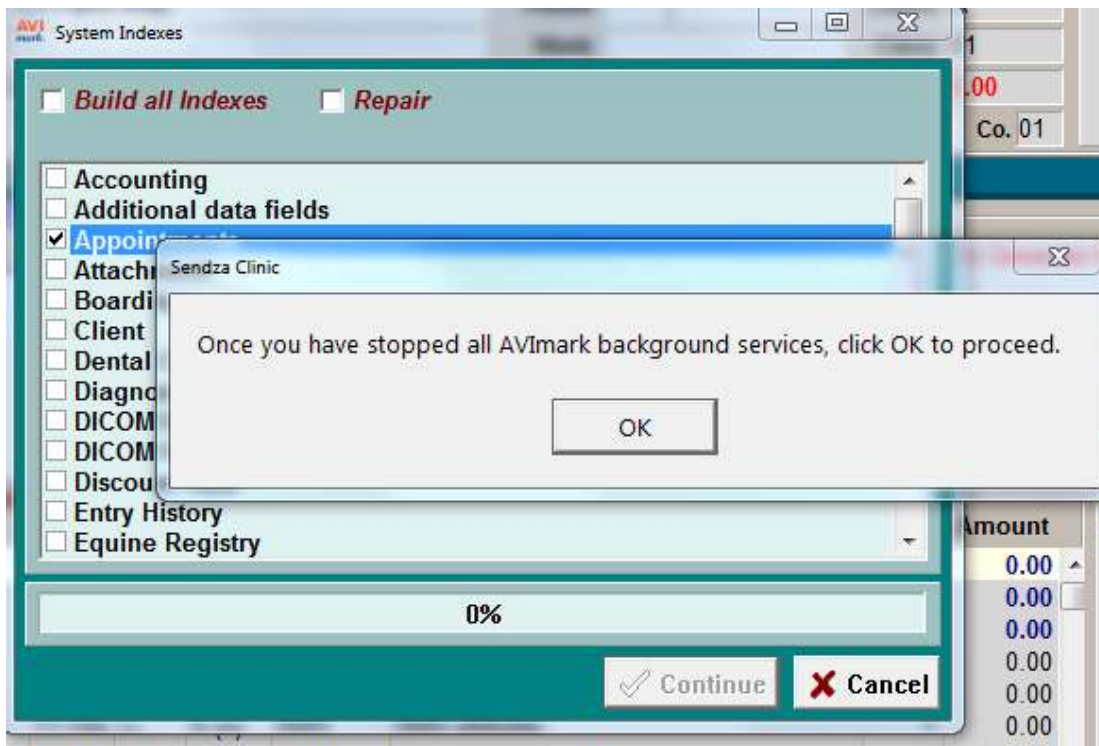 AVI
mark
System Indexes
Build all Indexes
Repair
Accounting
Additional data fields
Attach
Boardi
Client
Dental
Diagno
DICOM
DICOM
Discou
Entry History
Equine Registry
Sendza Clinic
Once you have stopped all AVImark background services, click OK to proceed.
OK
0%
Continue
Cancel
1
.00
Co. 01
Amount
0.00
0.00
0.00
0.00
0.00
0.00